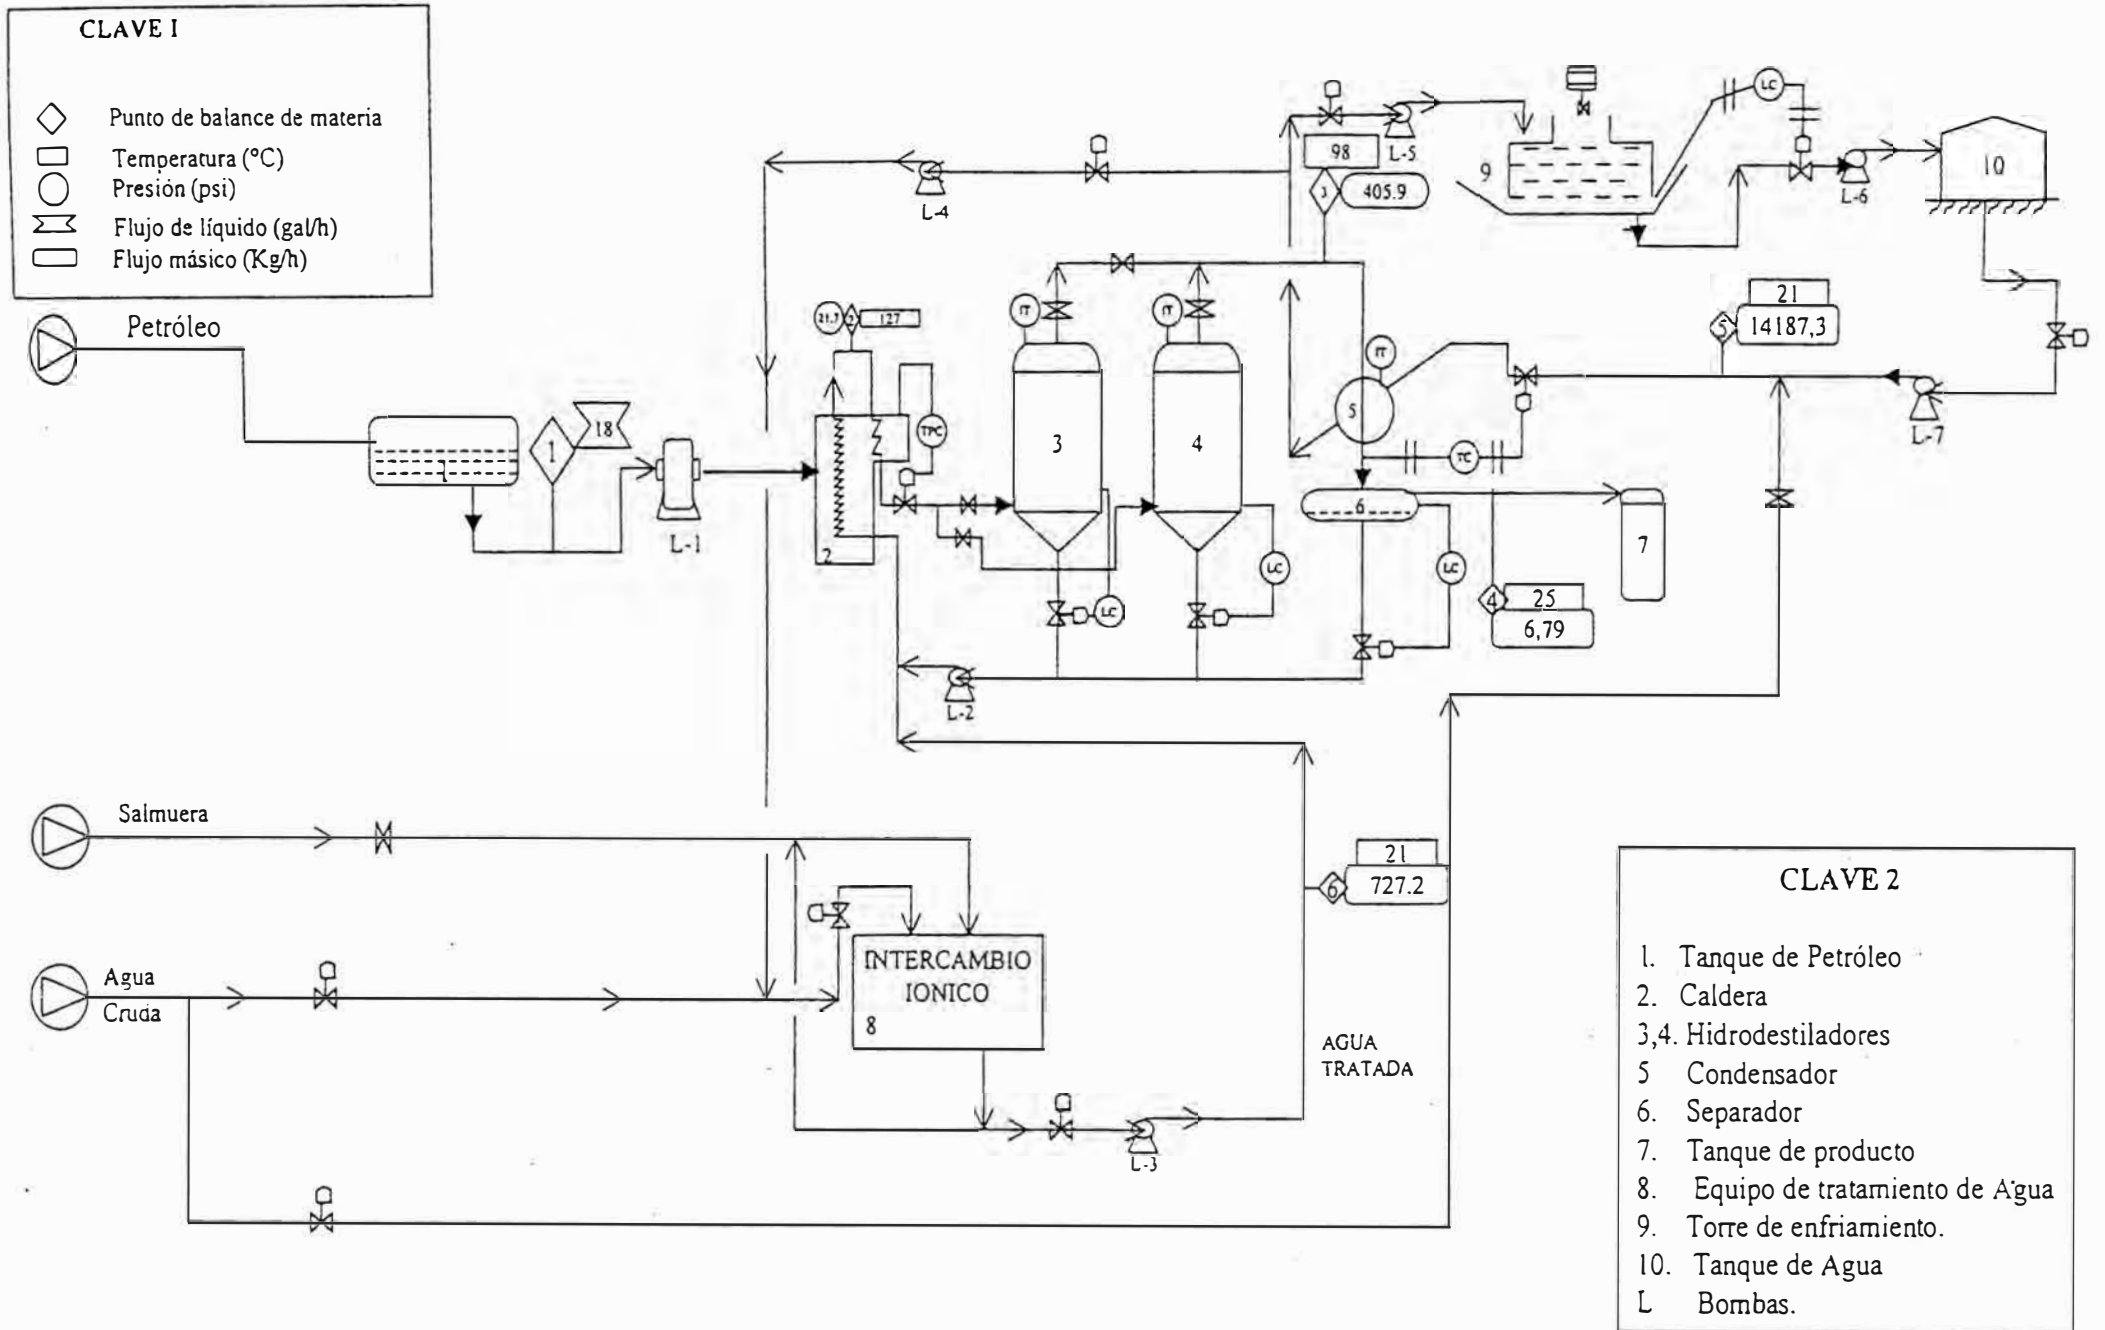 CLAVE I
Punto de balance de materia
Temperatura (°C)
Presión (psi)
Flujo de líquido (gal/h)
Flujo másico (Kg/h)
Petróleo
1
1
18
L-1
L-4
21.7
2
127
TPC
2
IT
3
LC
IT
4
LC
L-2
98
3
405.9
L-5
9
LC
L-6
10
21
5
14187,3
L-7
IT
5
TC
6
LC
7
4
25
6,79
Salmuera
Agua
Cruda
INTERCAMBIO
IONICO
8
L-3
21
6
727.2
AGUA
TRATADA
CLAVE 2
1. Tanque de Petróleo
2. Caldera
3,4. Hidrodestiladores
5 Condensador
6. Separador
7. Tanque de producto
8. Equipo de tratamiento de Agua
9. Torre de enfriamiento.
10. Tanque de Agua
L Bombas.